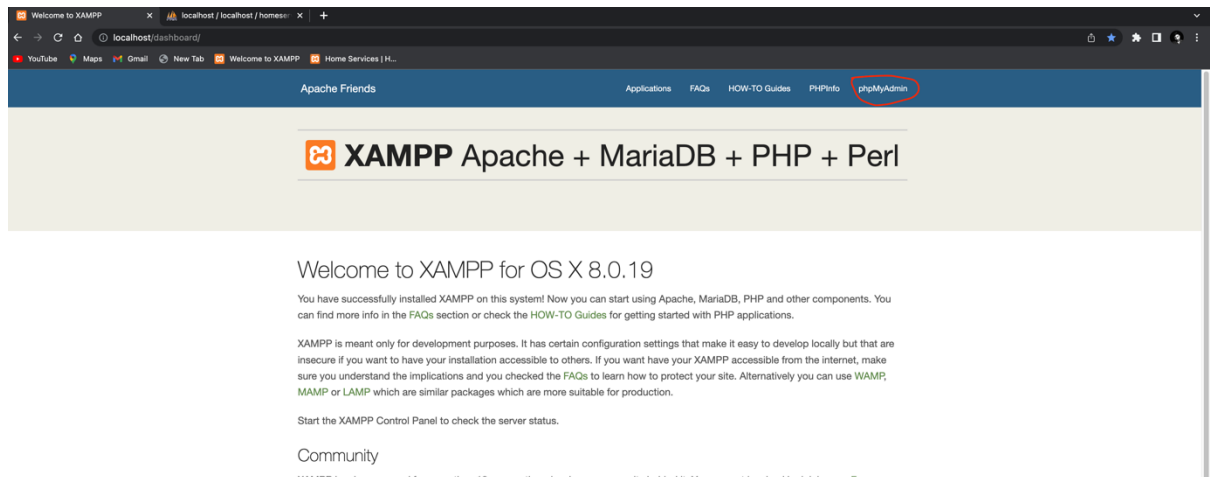 Welcome to XAMPP
localhost / localhost / homeser
localhost/dashboard/
YouTube Maps Gmail New Tab Welcome to XAMPP Home Services | H...
Apache Friends Applications FAQs HOW-TO Guides PHPInfo phpMyAdmin
XAMPP Apache + MariaDB + PHP + Perl
Welcome to XAMPP for OS X 8.0.19
You have successfully installed XAMPP on this system! Now you can start using Apache, MariaDB, PHP and other components. You
can find more info in the FAQs section or check the HOW-TO Guides for getting started with PHP applications.
XAMPP is meant only for development purposes. It has certain configuration settings that make it easy to develop locally but that are
insecure if you want to have your installation accessible to others. If you want have your XAMPP accessible from the internet, make
sure you understand the implications and you checked the FAQs to learn how to protect your site. Alternatively you can use WAMP,
MAMP or LAMP which are similar packages which are more suitable for production.
Start the XAMPP Control Panel to check the server status.
Community